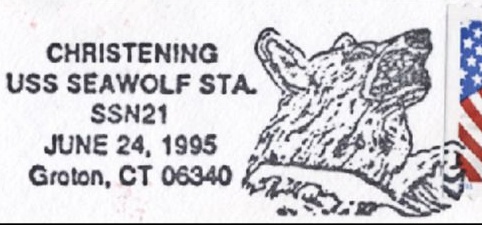 CHRISTENING
USS SEAWOLF STA.
SSN21
JUNE 24, 1995
Groton, CT 06340